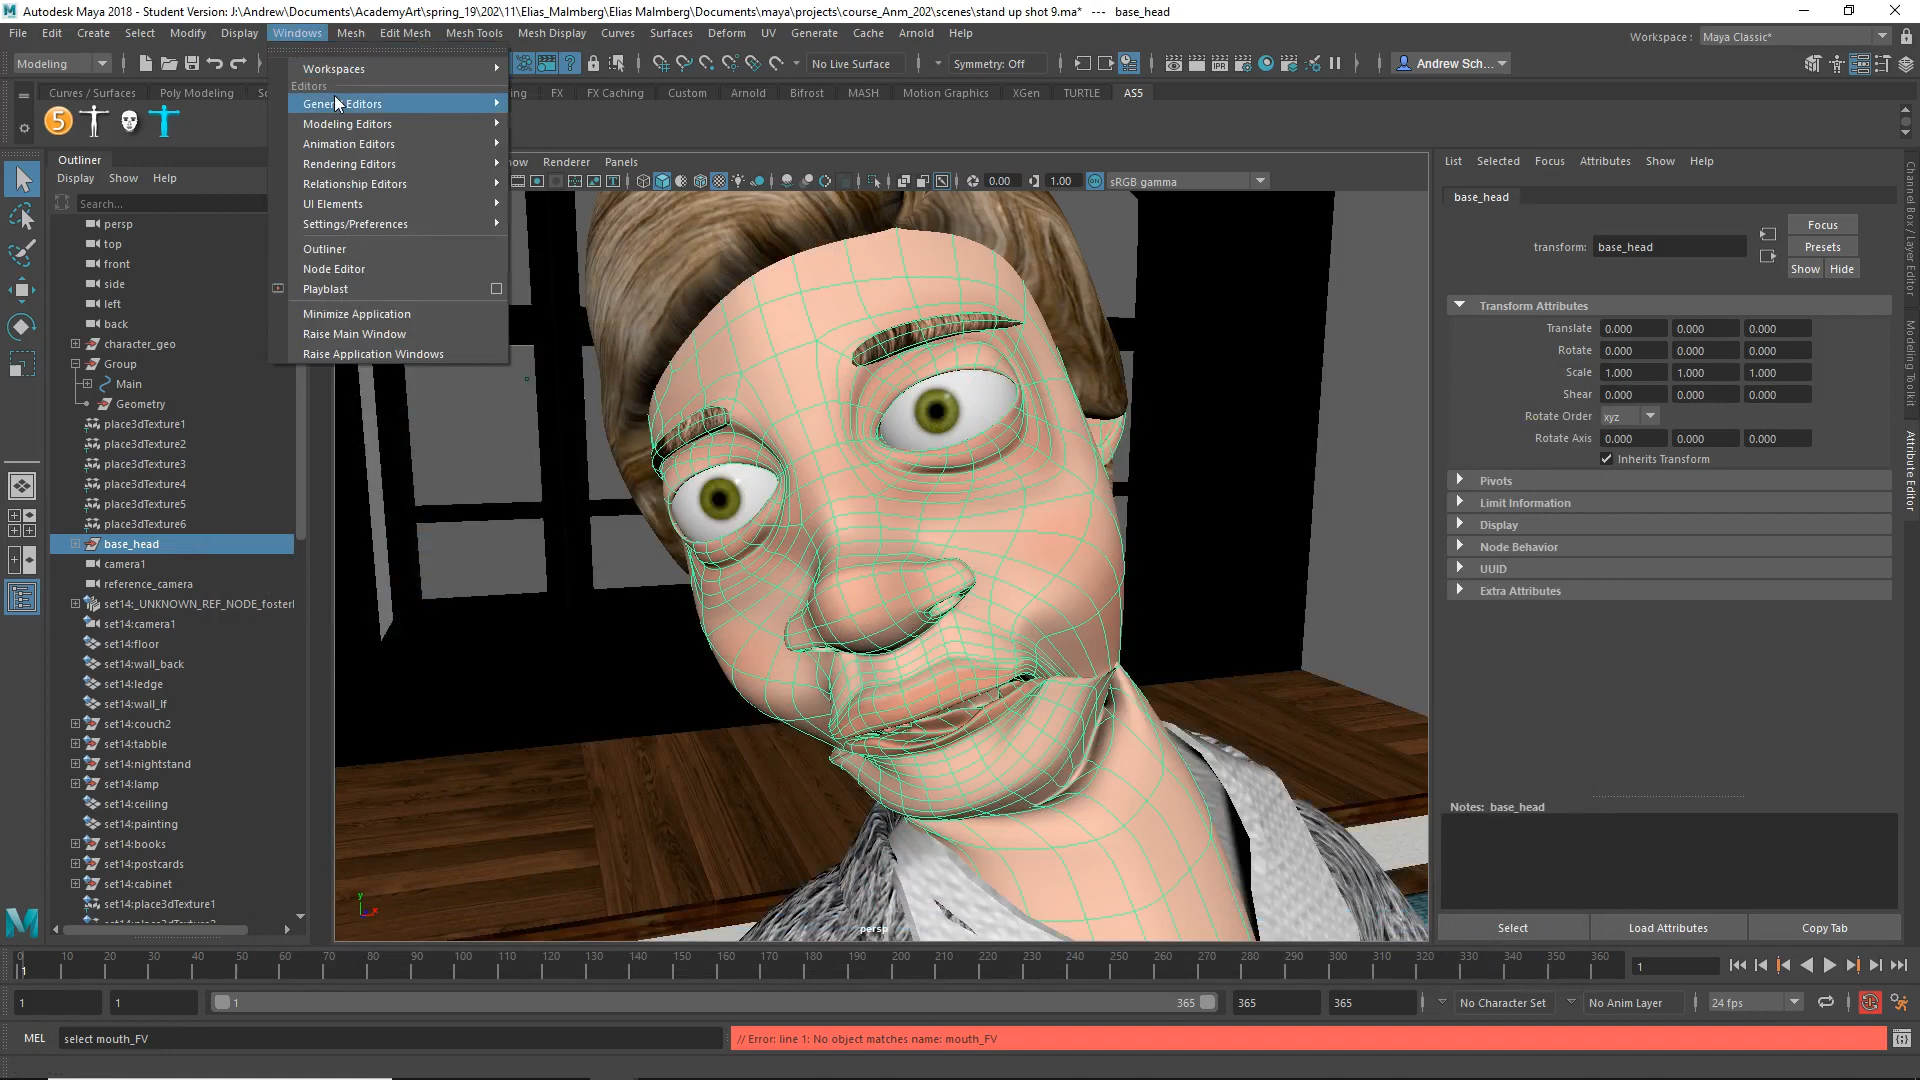 Autodesk Maya 2018 - Student Version: J:\Andrew\Documents\AcademyArt\spring_19\202\11\Elias_Malmberg\Elias Malmberg\Documents\maya\projects\course_Anm_202\scenes\stand up shot 9.ma* --- base_head
File Edit Create Select Modify Display Windows Mesh Edit Mesh Mesh Tools Mesh Display Curves Surfaces Deform UV Generate Cache Arnold Help
Workspace : Maya Classic*
Modeling
No Live Surface
Symmetry: Off
Andrew Sch...
Curves / Surfaces Poly Modeling
FX FX Caching Custom Arnold Bifrost MASH Motion Graphics XGen TURTLE AS5
5
Workspaces
Editors
General Editors
Modeling Editors
Animation Editors
Rendering Editors
Relationship Editors
UI Elements
Settings/Preferences
Outliner
Node Editor
Playblast
Minimize Application
Raise Main Window
Raise Application Windows
Outliner
Display Show Help
Search...
persp
top
front
side
left
back
character_geo
Group
Main
Geometry
place3dTexture1
place3dTexture2
place3dTexture3
place3dTexture4
place3dTexture5
place3dTexture6
base_head
camera1
reference_camera
set14:_UNKNOWN_REF_NODE_fosterI
set14:camera1
set14:floor
set14:wall_back
set14:ledge
set14:wall_lf
set14:couch2
set14:tabble
set14:nightstand
set14:lamp
set14:ceiling
set14:painting
set14:books
set14:postcards
set14:cabinet
set14:place3dTexture1
set14:place3dTexture2
Renderer Panels
0.00 1.00 ON sRGB gamma
y
x
persp
List Selected Focus Attributes Show Help
base_head
transform: base_head
Focus
Presets
Show Hide
Transform Attributes
Translate 0.000 0.000 0.000
Rotate 0.000 0.000 0.000
Scale 1.000 1.000 1.000
Shear 0.000 0.000 0.000
Rotate Order xyz
Rotate Axis 0.000 0.000 0.000
Inherits Transform
Pivots
Limit Information
Display
Node Behavior
UUID
Extra Attributes
Notes: base_head
Select Load Attributes Copy Tab
Channel Box / Layer Editor
Modeling Toolkit
Attribute Editor
0 10 20 30 40 50 60 70 80 90 100 110 120 130 140 150 160 170 180 190 200 210 220 230 240 250 260 270 280 290 300 310 320 330 340 350 360
1
1
1 1 1 365 365 365 No Character Set No Anim Layer 24 fps
MEL select mouth_FV // Error: line 1: No object matches name: mouth_FV